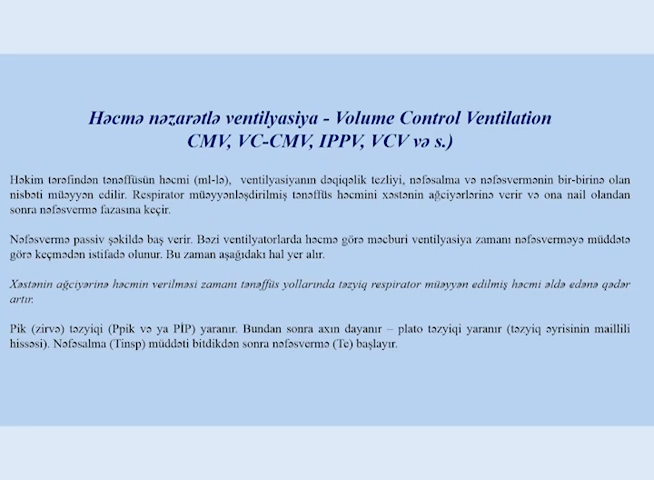 Həcmə nəzarətlə ventilyasiya - Volume Control Ventilation
CMV, VC-CMV, IPPV, VCV və s.)
Həkim tərəfindən tənəffüsün həcmi (ml-lə), ventilyasiyanın dəqiqəlik tezliyi, nəfəsalma və nəfəsvermənin bir-birinə olan
nisbəti müəyyən edilir. Respirator müəyyənləşdirilmiş tənəffüs həcmini xəstənin ağciyərlərinə verir və ona nail olandan
sonra nəfəsvermə fazasına keçir.
Nəfəsvermə passiv şəkildə baş verir. Bəzi ventilyatorlarda həcmə görə məcburi ventilyasiya zamanı nəfəsverməyə müddətə
görə keçmədən istifadə olunur. Bu zaman aşağıdakı hal yer alır.
Xəstənin ağciyərinə həcmin verilməsi zamanı tənəffüs yollarında təzyiq respirator müəyyən edilmiş həcmi əldə edənə qədər
artır.
Pik (zirvə) təzyiqi (Ppik və ya PİP) yaranır. Bundan sonra axın dayanır – plato təzyiqi yaranır (təzyiq əyrisinin maillili
hissəsi). Nəfəsalma (Tinsp) müddəti bitdikdən sonra nəfəsvermə (Te) başlayır.